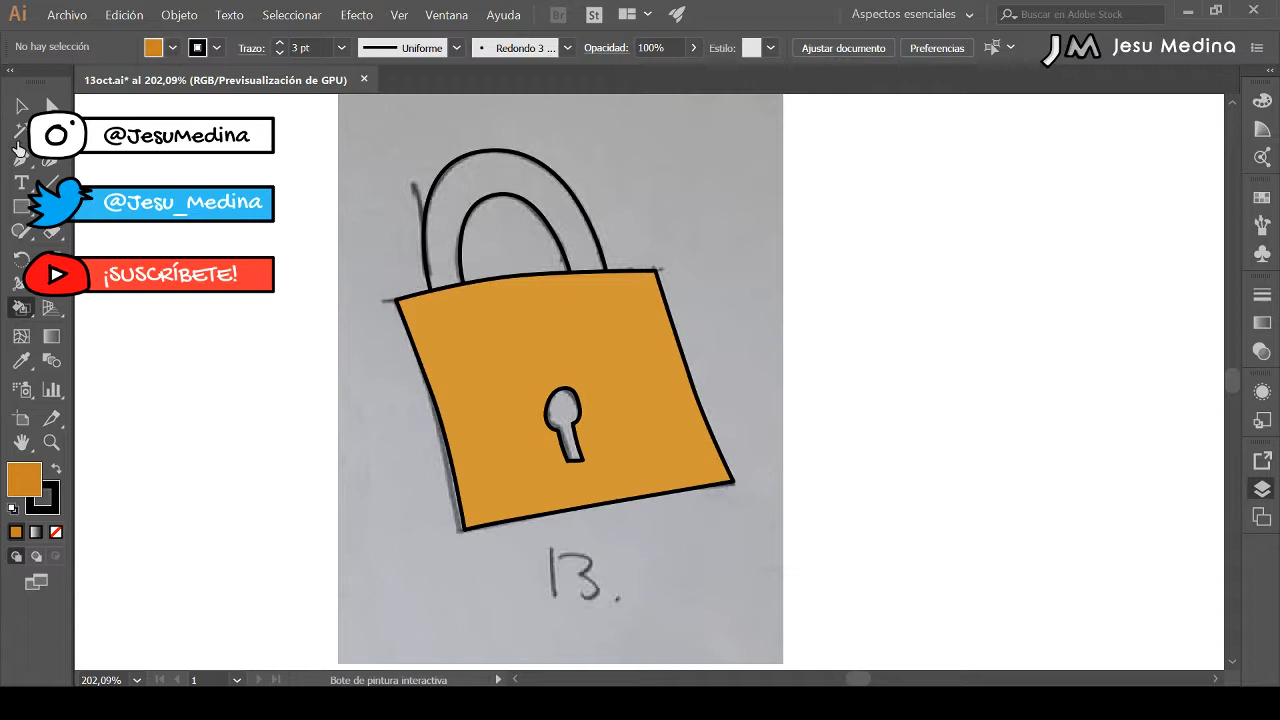 Ai Archivo Edición Objeto Texto Seleccionar Efecto Ver Ventana Ayuda Br St Aspectos esenciales Buscar en Adobe Stock
No hay selección Trazo: 3 pt Uniforme Redondo 3 ... Opacidad: 100% Estilo: Ajustar documento Preferencias
JM Jesu Medina
13oct.ai* al 202,09% (RGB/Previsualización de GPU)
@JesuMedina
@Jesu_Medina
¡SUSCRÍBETE!
13.
202,09% 1 Bote de pintura interactiva